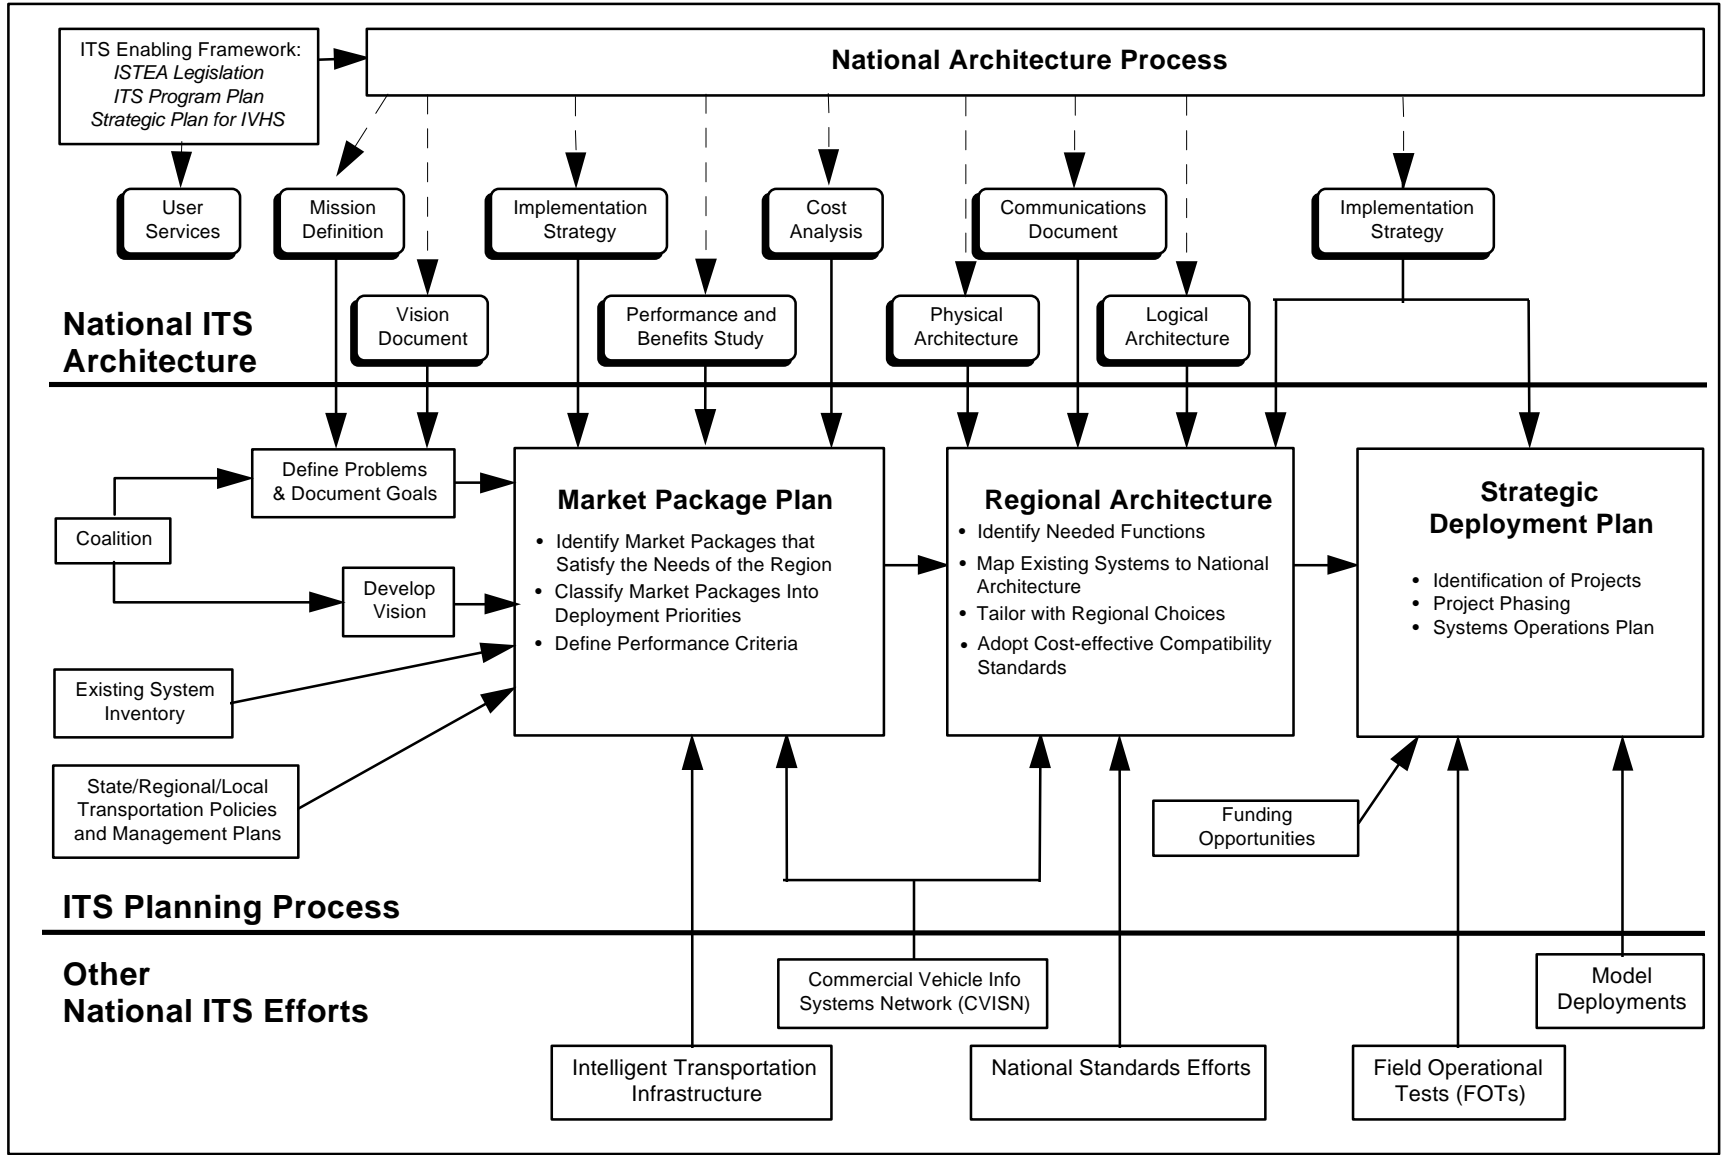 ITS Enabling Framework:
ISTEA Legislation
ITS Program Plan
Strategic Plan for IVHS
National Architecture Process
User
Services
Mission
Definition
Implementation
Strategy
Cost
Analysis
Communications
Document
Implementation
Strategy
Vision
Document
Performance and
Benefits Study
Physical
Architecture
Logical
Architecture
National ITS
Architecture
Define Problems
& Document Goals
Coalition
Develop
Vision
Existing System
Inventory
State/Regional/Local
Transportation Policies
and Management Plans
Market Package Plan
• Identify Market Packages that
Satisfy the Needs of the Region
• Classify Market Packages Into
Deployment Priorities
• Define Performance Criteria
Regional Architecture
• Identify Needed Functions
• Map Existing Systems to National
Architecture
• Tailor with Regional Choices
• Adopt Cost-effective Compatibility
Standards
Strategic
Deployment Plan
• Identification of Projects
• Project Phasing
• Systems Operations Plan
Funding
Opportunities
ITS Planning Process
Other
National ITS Efforts
Commercial Vehicle Info
Systems Network (CVISN)
Model
Deployments
Intelligent Transportation
Infrastructure
National Standards Efforts
Field Operational
Tests (FOTs)